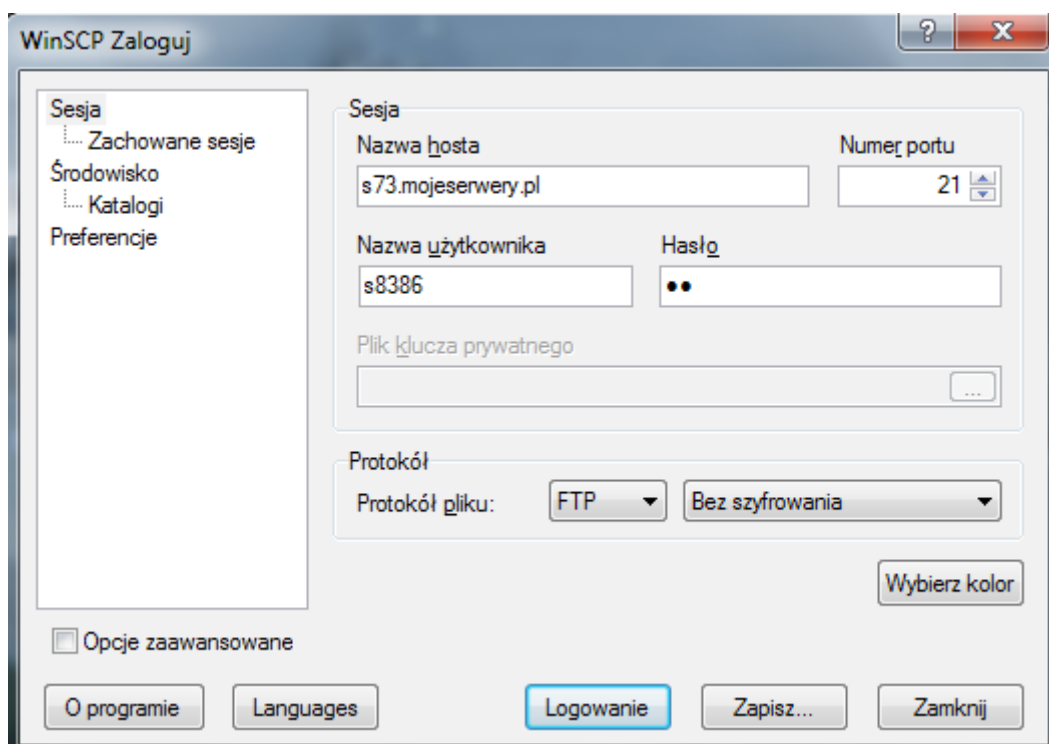 WinSCP Zaloguj
Sesja
Zachowane sesje
Środowisko
Katalogi
Preferencje
Sesja
Nazwa hosta
Numer portu
s73.mojeserwery.pl
21
Nazwa użytkownika
Hasło
s8386
••
Plik klucza prywatnego
...
Protokół
Protokół pliku:
FTP
Bez szyfrowania
Wybierz kolor
Opcje zaawansowane
O programie
Languages
Logowanie
Zapisz...
Zamknij